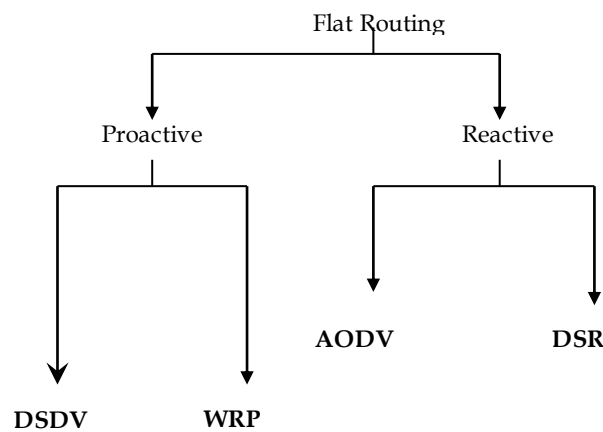 Flat Routing
Proactive
Reactive
AODV
DSR
DSDV
WRP